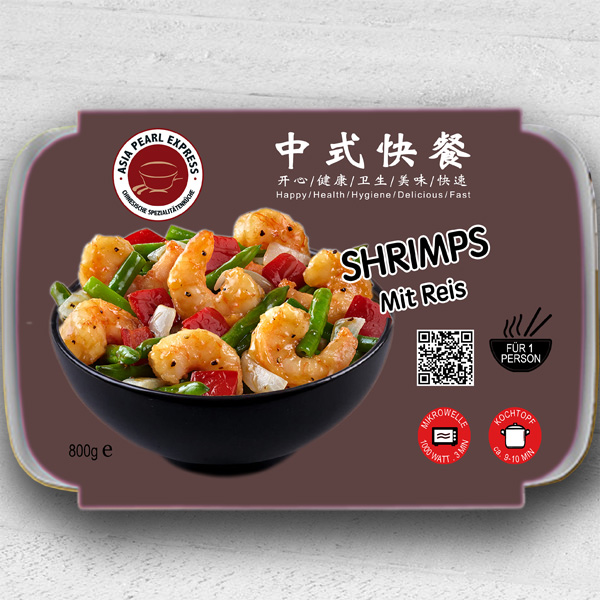 ASIA PEARL EXPRESS
CHINESISCHE SPEZIALITÄTENKÜCHE
中式快餐
开心/健康/卫生/美味/快速
Happy/Health/Hygiene/Delicious/Fast
SHRIMPS
Mit Reis
FÜR 1
PERSON
MIKROWELLE
1000 WATT . 3 MIN
KOCHTOPF
ca. 9-10 MIN
800g e